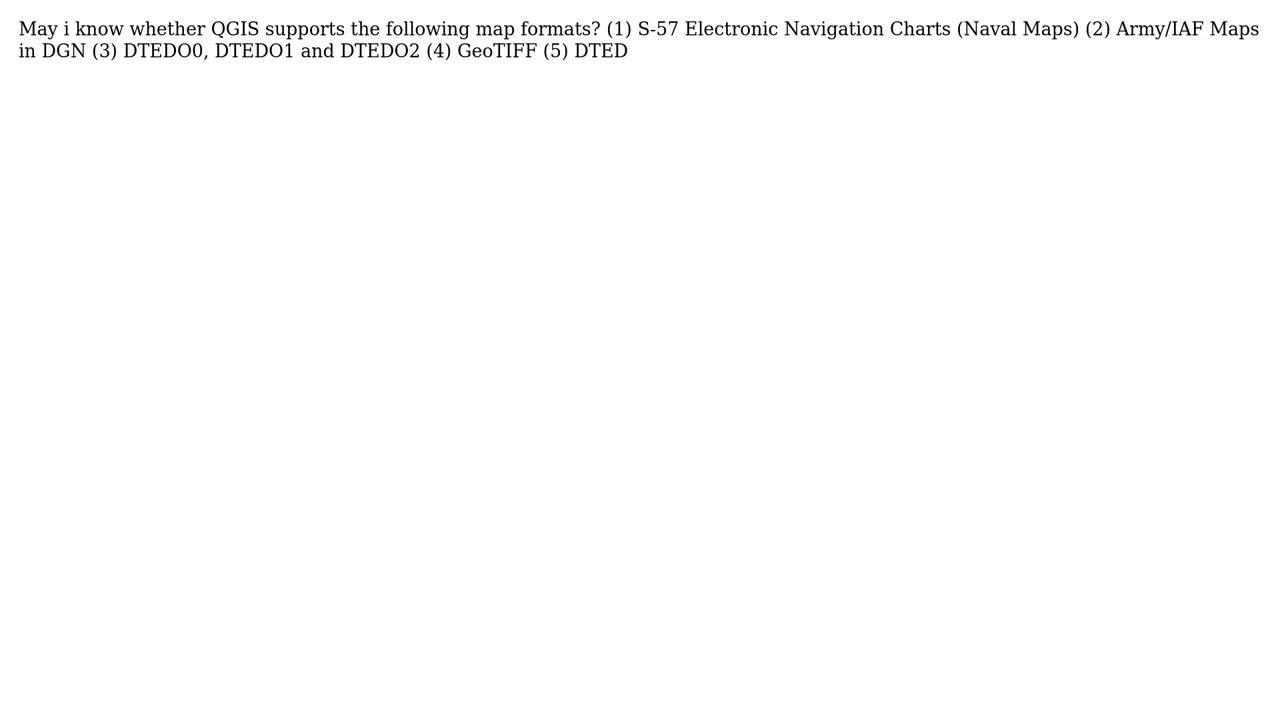 May i know whether QGIS supports the following map formats? (1) S-57 Electronic Navigation Charts (Naval Maps) (2) Army/IAF Maps
in DGN (3) DTEDO0, DTEDO1 and DTEDO2 (4) GeoTIFF (5) DTED